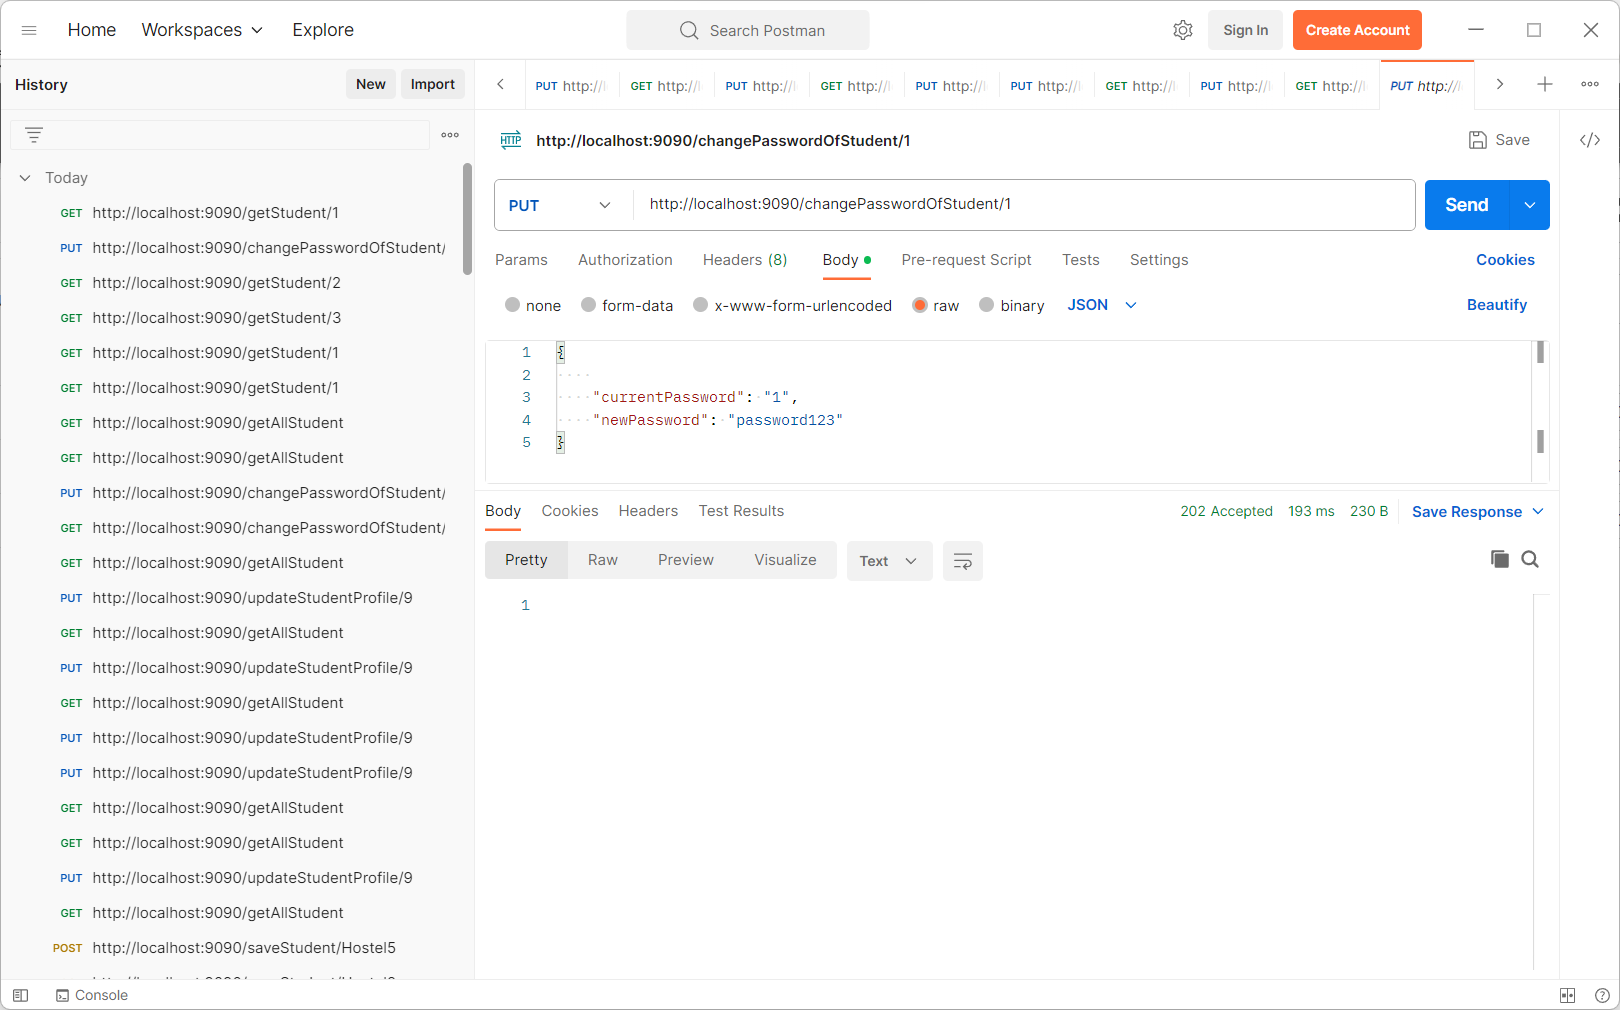 Home Workspaces Explore Search Postman Sign In Create Account
History New Import
PUT http://l GET http://l PUT http://l GET http://l PUT http://l PUT http://l GET http://l PUT http://l GET http://l PUT http://l
Today
GET http://localhost:9090/getStudent/1
PUT http://localhost:9090/changePasswordOfStudent/
GET http://localhost:9090/getStudent/2
GET http://localhost:9090/getStudent/3
GET http://localhost:9090/getStudent/1
GET http://localhost:9090/getStudent/1
GET http://localhost:9090/getAllStudent
GET http://localhost:9090/getAllStudent
PUT http://localhost:9090/changePasswordOfStudent/
GET http://localhost:9090/changePasswordOfStudent/
GET http://localhost:9090/getAllStudent
PUT http://localhost:9090/updateStudentProfile/9
GET http://localhost:9090/getAllStudent
PUT http://localhost:9090/updateStudentProfile/9
GET http://localhost:9090/getAllStudent
PUT http://localhost:9090/updateStudentProfile/9
PUT http://localhost:9090/updateStudentProfile/9
GET http://localhost:9090/getAllStudent
GET http://localhost:9090/getAllStudent
PUT http://localhost:9090/updateStudentProfile/9
GET http://localhost:9090/getAllStudent
POST http://localhost:9090/saveStudent/Hostel5
HTTP http://localhost:9090/changePasswordOfStudent/1 Save </>
PUT http://localhost:9090/changePasswordOfStudent/1 Send
Params Authorization Headers (8) Body Pre-request Script Tests Settings Cookies
none form-data x-www-form-urlencoded raw binary JSON Beautify
1 {
2
3 "currentPassword": "1",
4 "newPassword": "password123"
5 }
Body Cookies Headers Test Results 202 Accepted 193 ms 230 B Save Response
Pretty Raw Preview Visualize Text
1
Console